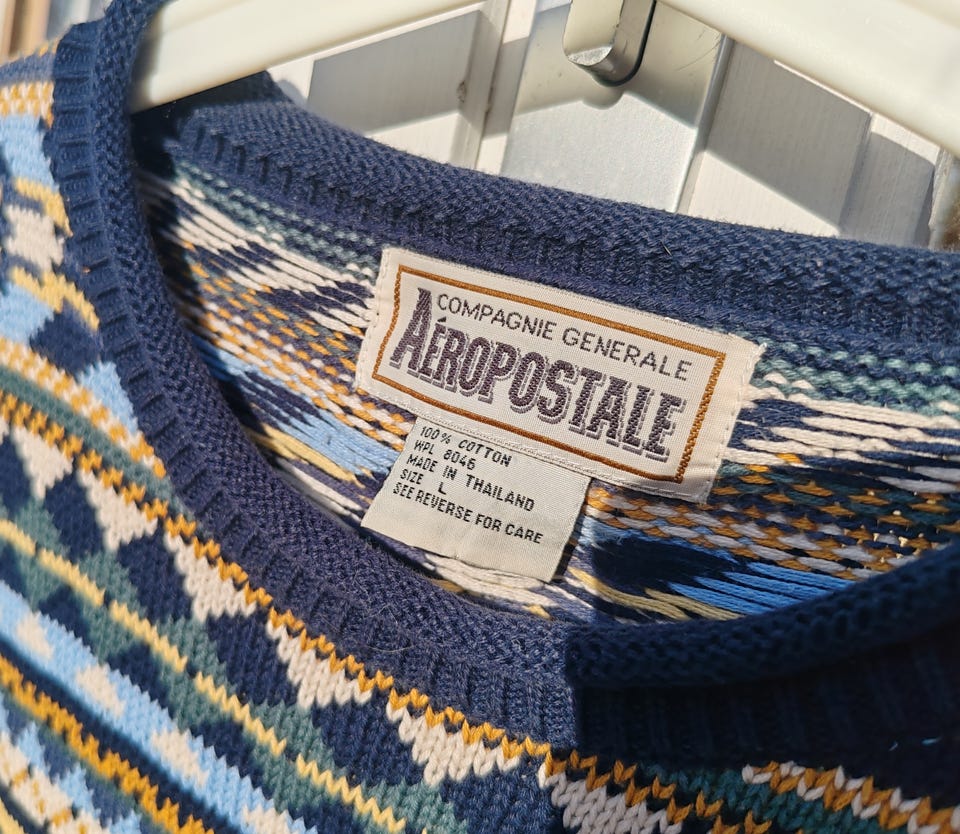 COMPAGNIE GENERALE
AÉROPOSTALE
100% COTTON
WPL 8046
MADE IN THAILAND
SIZE L
SEE REVERSE FOR CARE